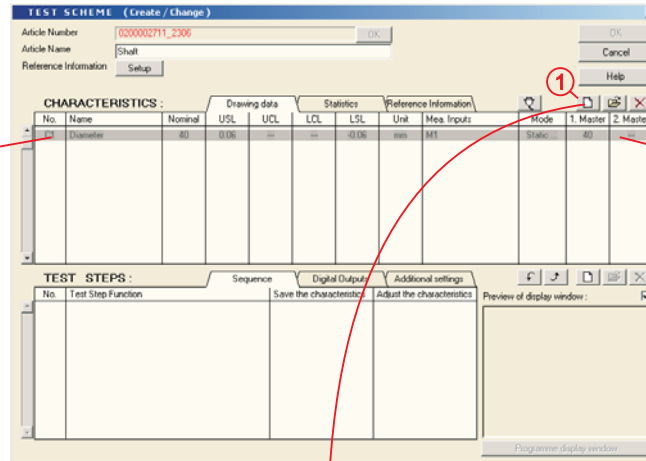 TEST SCHEME (Create / Change)
Article Number 0200002711_2306 OK OK
Article Name Shaft Cancel
Reference Information Setup Help
1
CHARACTERISTICS : Drawing data Statistics Reference Information
No. Name Nominal USL UCL LCL LSL Unit Mea. Inputs Mode 1. Master 2. Maste
C1 Diameter 40 0.06 --- --- -0.06 mm M1 Static ... 40 ---
TEST STEPS : Sequence Digital Outputs Additional settings
No. Test Step Function Save the characteristics Adjust the characteristics Preview of display window :
Programme display window